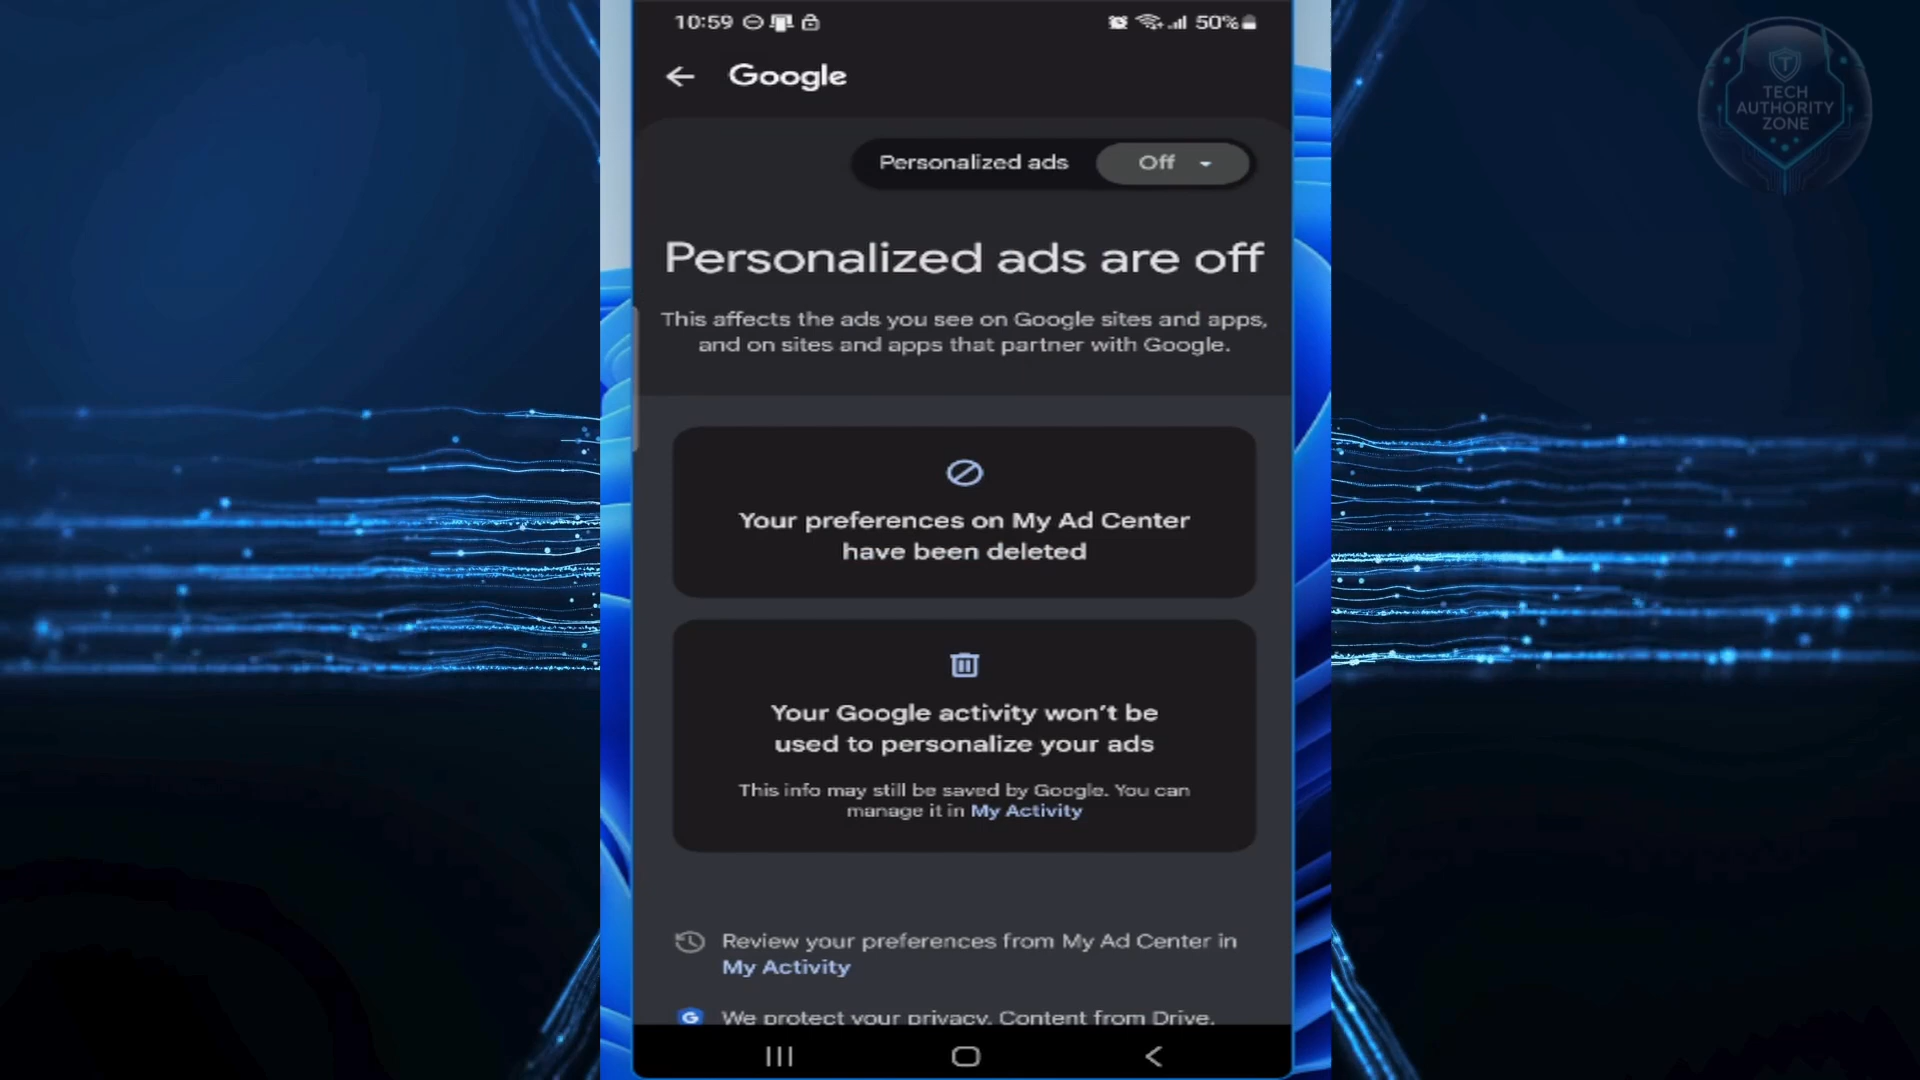 10:59
50%
Google
Personalized ads
Off
Personalized ads are off
This affects the ads you see on Google sites and apps,
and on sites and apps that partner with Google.
Your preferences on My Ad Center
have been deleted
Your Google activity won't be
used to personalize your ads
This info may still be saved by Google. You can
manage it in My Activity
Review your preferences from My Ad Center in
My Activity
We protect your privacy. Content from Drive,
T
TECH
AUTHORITY
ZONE